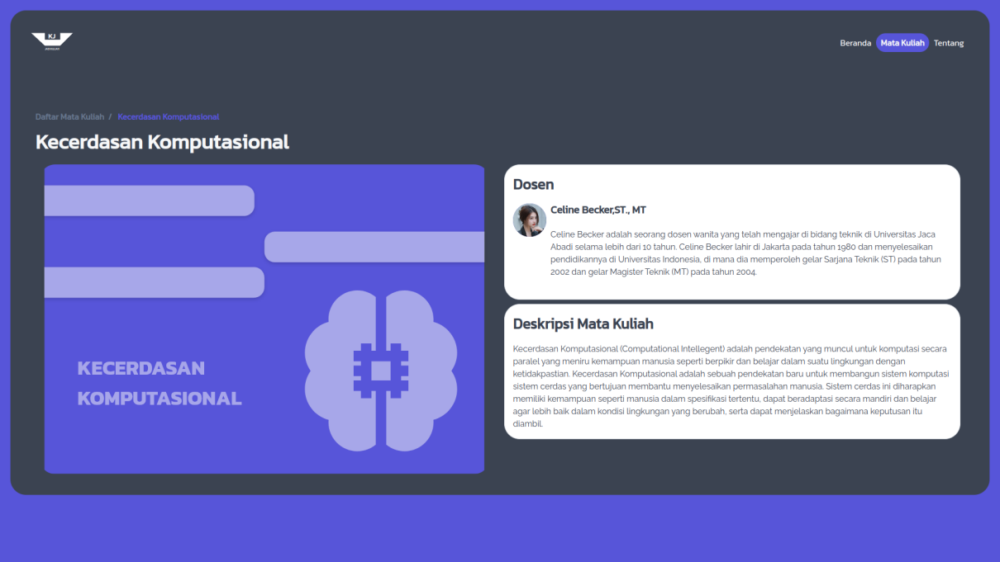 KJ
Beranda Mata Kuliah Tentang
Daftar Mata Kuliah / Kecerdasan Komputasional
Kecerdasan Komputasional
KECERDASAN
KOMPUTASIONAL
Dosen
Celine Becker,ST., MT
Celine Becker adalah seorang dosen wanita yang telah mengajar di bidang teknik di Universitas Jaca
Abadi selama lebih dari 10 tahun. Celine Becker lahir di Jakarta pada tahun 1980 dan menyelesaikan
pendidikannya di Universitas Indonesia, di mana dia memperoleh gelar Sarjana Teknik (ST) pada tahun
2002 dan gelar Magister Teknik (MT) pada tahun 2004.
Deskripsi Mata Kuliah
Kecerdasan Komputasional (Computational Intellegent) adalah pendekatan yang muncul untuk komputasi secara
paralel yang meniru kemampuan manusia seperti berpikir dan belajar dalam suatu lingkungan dengan
ketidakpastian. Kecerdasan Komputasional adalah sebuah pendekatan baru untuk membangun sistem komputasi
sistem cerdas yang bertujuan membantu menyelesaikan permasalahan manusia. Sistem cerdas ini diharapkan
memiliki kemampuan seperti manusia dalam spesifikasi tertentu, dapat beradaptasi secara mandiri dan belajar
agar lebih baik dalam kondisi lingkungan yang berubah, serta dapat menjelaskan bagaimana keputusan itu
diambil.